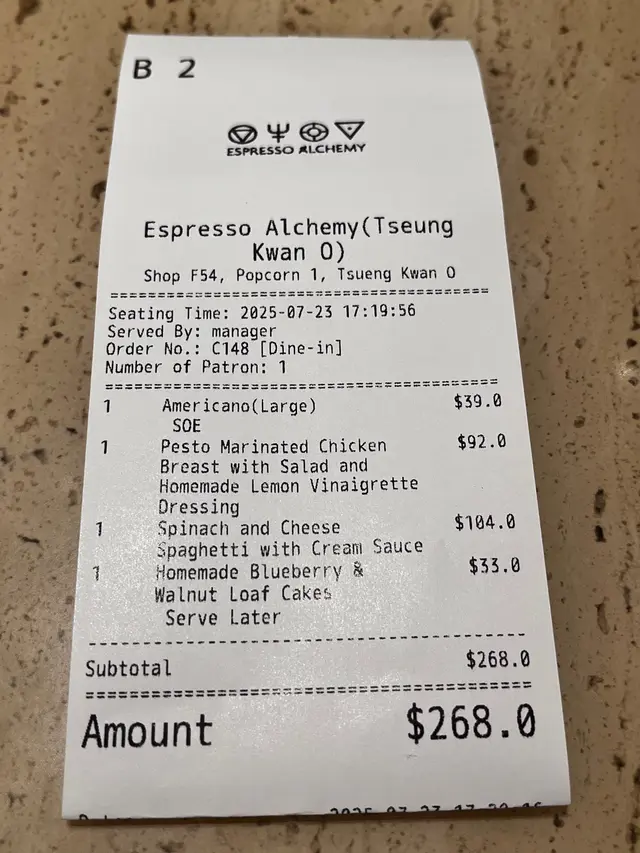 B 2
ESPRESSO ALCHEMY
Espresso Alchemy(Tseung
Kwan O)
Shop F54, Popcorn 1, Tsueng Kwan O
Seating Time: 2025-07-23 17:19:56
Served By: manager
Order No.: C148 [Dine-in]
Number of Patron: 1
1 Americano(Large) $39.0
SOE
1 Pesto Marinated Chicken $92.0
Breast with Salad and
Homemade Lemon Vinaigrette
Dressing
1 Spinach and Cheese $104.0
Spaghetti with Cream Sauce
1 Homemade Blueberry & $33.0
Walnut Loaf Cakes
Serve Later
Subtotal $268.0
Amount $268.0